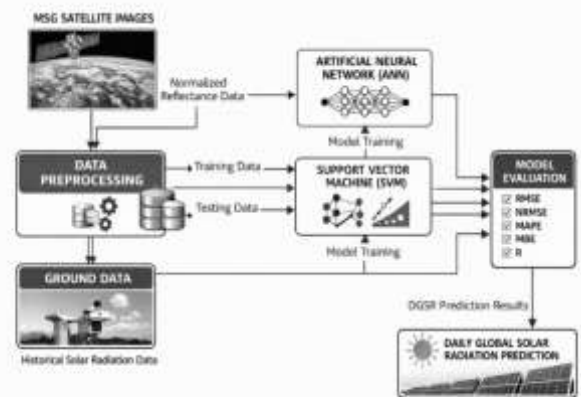 MSG SATELLITE IMAGES
Normalized
Reflectance Data
ARTIFICIAL NEURAL
NETWORK (ANN)
Model Training
DATA
PREPROCESSING
Training Data
Testing Data
SUPPORT VECTOR
MACHINE (SVM)
Model Training
MODEL
EVALUATION
RMSE
NRMSE
MAPE
MBE
R
GROUND DATA
Historical Solar Radiation Data
DGSR Prediction Results
DAILY GLOBAL SOLAR
RADIATION PREDICTION